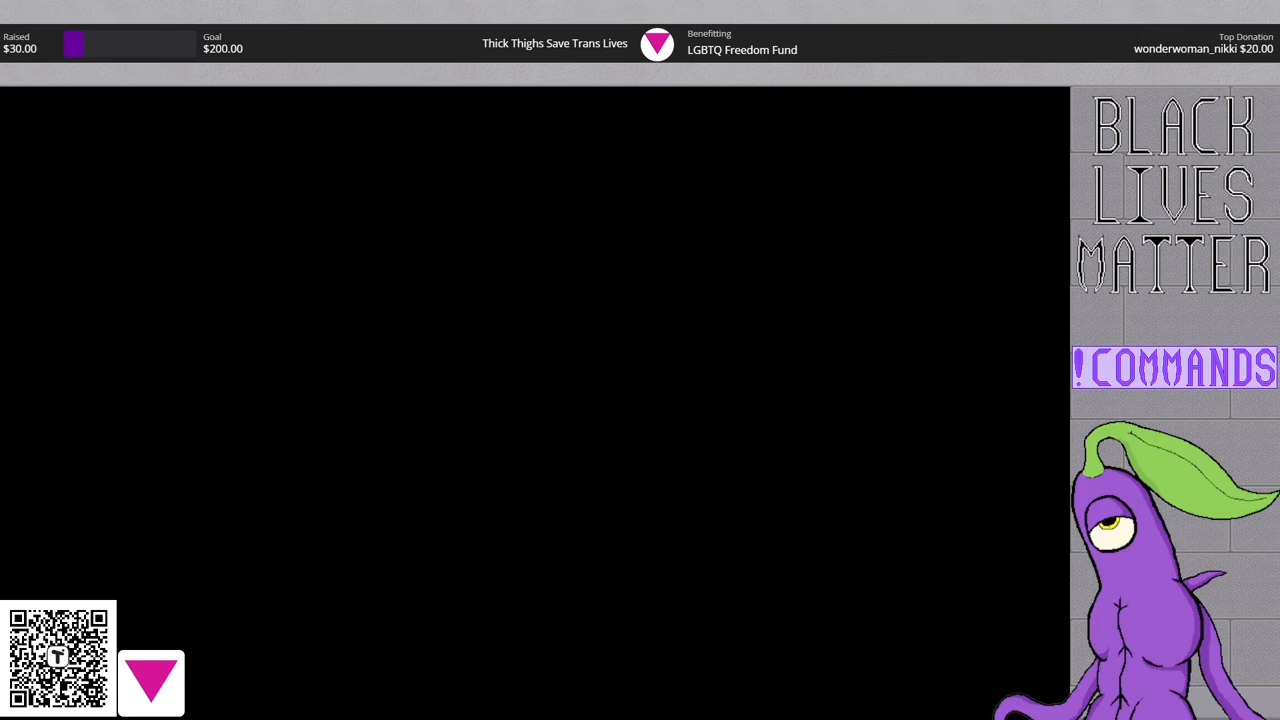 Raised
$30.00
Goal
$200.00
Thick Thighs Save Trans Lives
Benefitting
LGBTQ Freedom Fund
Top Donation
wonderwoman_nikki $20.00
BLACK
LIVES
MATTER
!COMMANDS
T